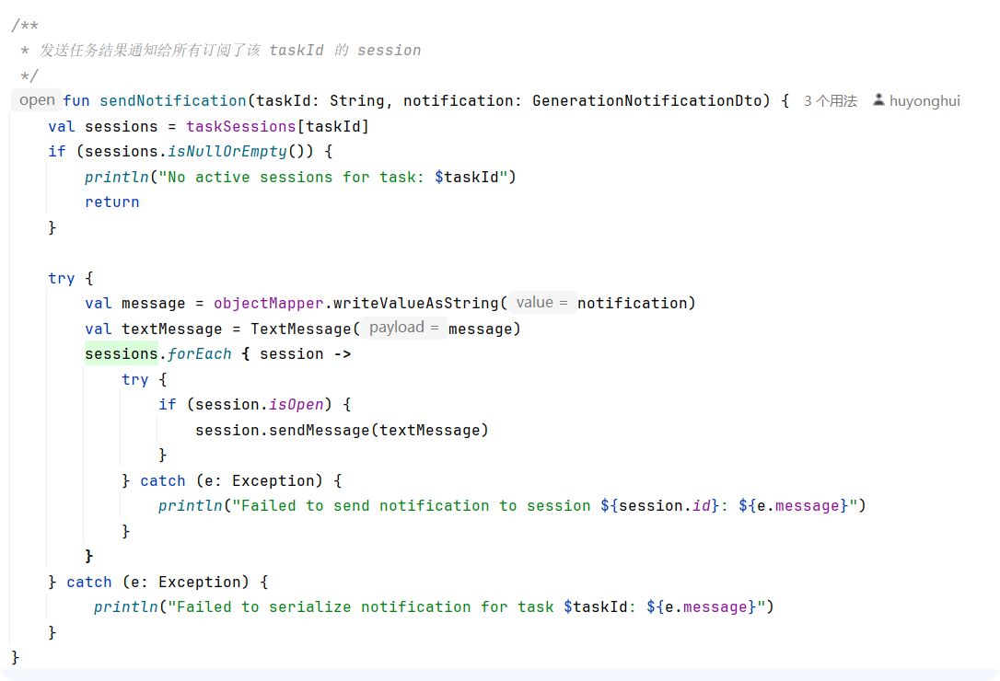 /**
 * 发送任务结果通知给所有订阅了该 taskId 的 session
 */
open fun sendNotification(taskId: String, notification: GenerationNotificationDto) { 3 个用法 huyonghui
    val sessions = taskSessions[taskId]
    if (sessions.isNullOrEmpty()) {
        println("No active sessions for task: $taskId")
        return
    }

    try {
        val message = objectMapper.writeValueAsString( value = notification)
        val textMessage = TextMessage( payload = message)
        sessions.forEach { session ->
            try {
                if (session.isOpen) {
                    session.sendMessage(textMessage)
                }
            } catch (e: Exception) {
                println("Failed to send notification to session ${session.id}: ${e.message}")
            }
        }
    } catch (e: Exception) {
         println("Failed to serialize notification for task $taskId: ${e.message}")
    }
}